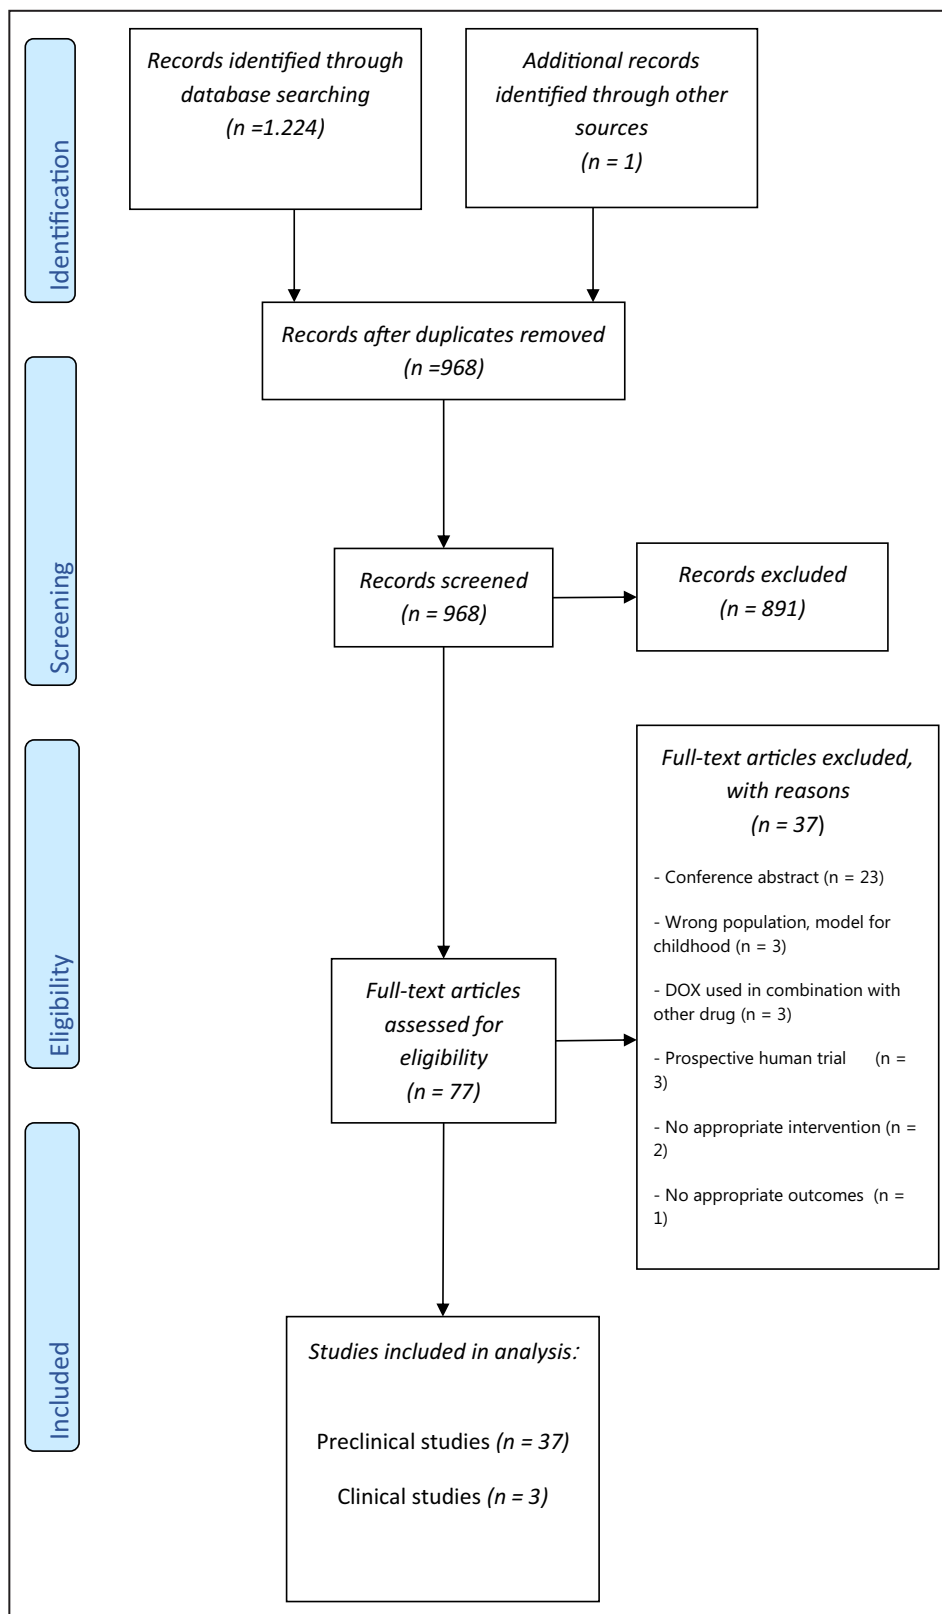 Identification
Records identified through
database searching
(n =1.224)
Additional records
identified through other
sources
(n = 1)
Records after duplicates removed
(n =968)
Screening
Records screened
(n = 968)
Records excluded
(n = 891)
Eligibility
Full-text articles
assessed for
eligibility
(n = 77)
Full-text articles excluded,
with reasons
(n = 37)
- Conference abstract (n = 23)
- Wrong population, model for
childhood (n = 3)
- DOX used in combination with
other drug (n = 3)
- Prospective human trial (n =
3)
- No appropriate intervention (n =
2)
- No appropriate outcomes (n =
1)
Included
Studies included in analysis:
Preclinical studies (n = 37)
Clinical studies (n = 3)